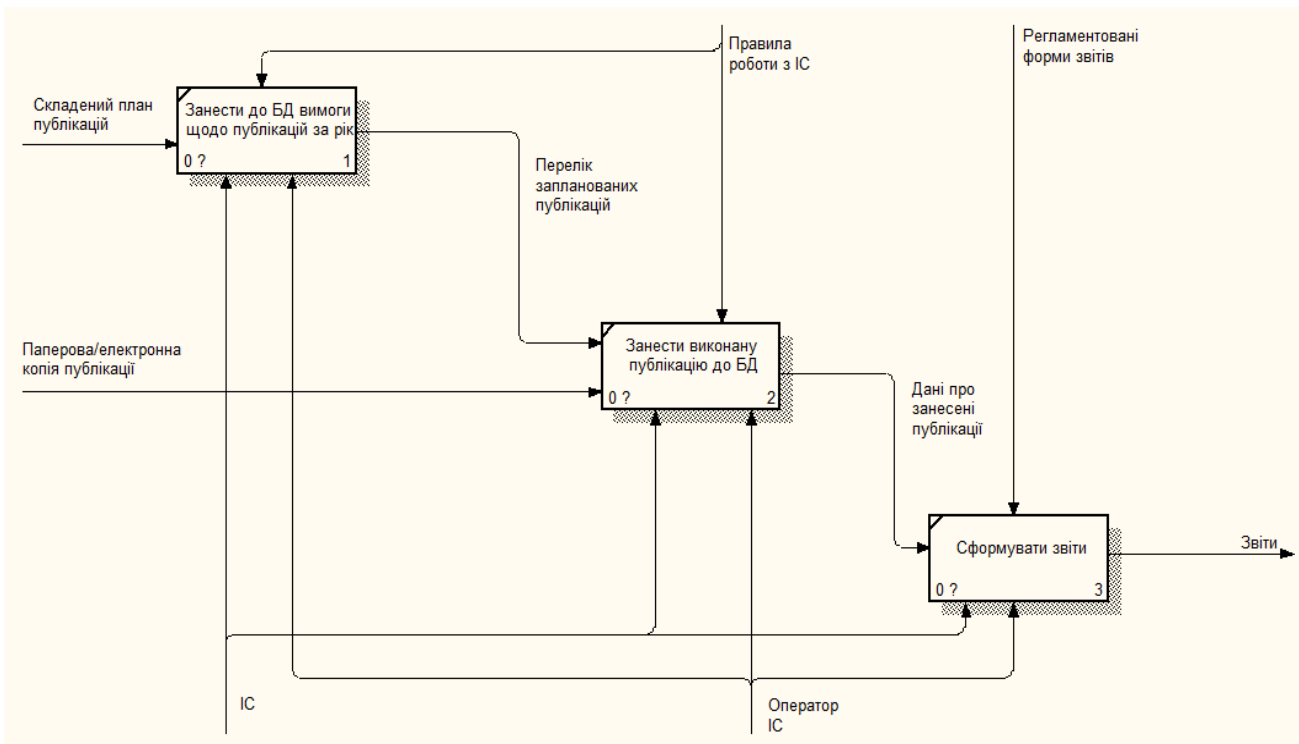 Правила
роботи з ІС
Регламентовані
форми звітів
Складений план
публікацій
Занести до БД вимоги
щодо публікацій за рік
0 ?
1
Перелік
запланованих
публікацій
Паперова/електронна
копія публікації
Занести виконану
публікацію до БД
0 ?
2
Дані про
занесені
публікації
Сформувати звіти
0 ?
3
Звіти
ІС
Оператор
ІС